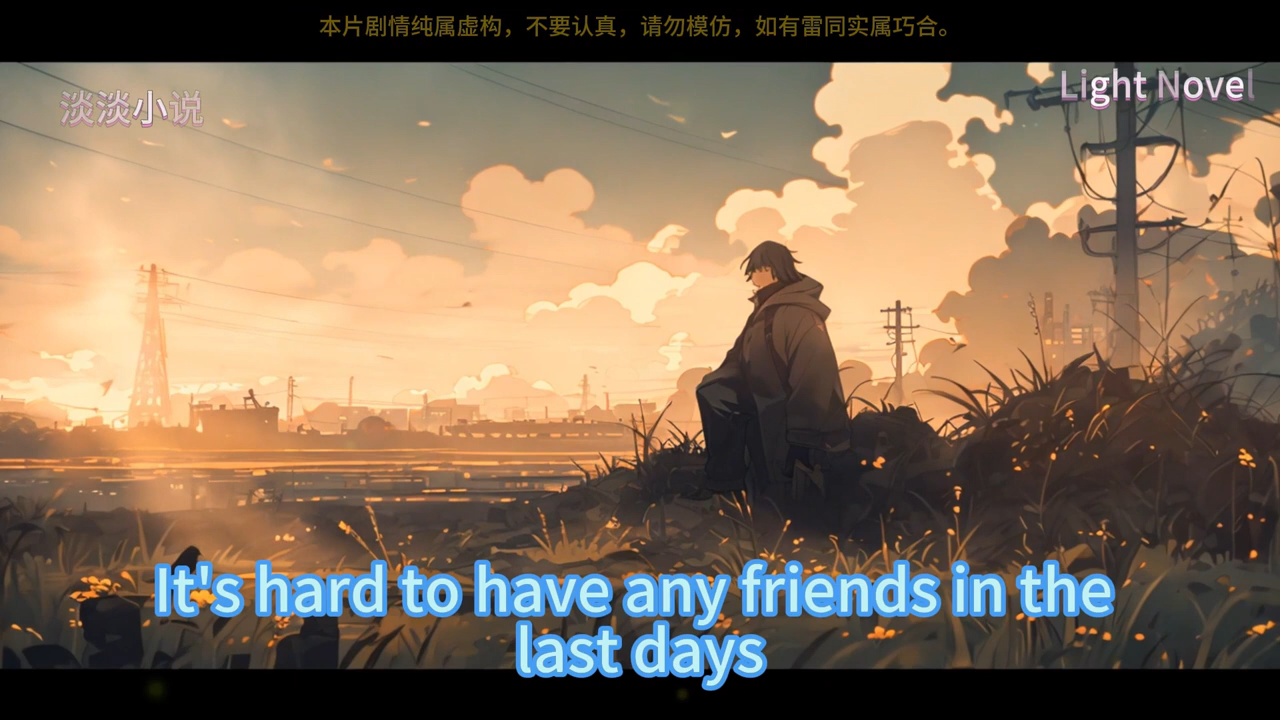 本片剧情纯属虚构，不要认真，请勿模仿，如有雷同实属巧合。
淡淡小说
Light Novel
It's hard to have any friends in the
last days